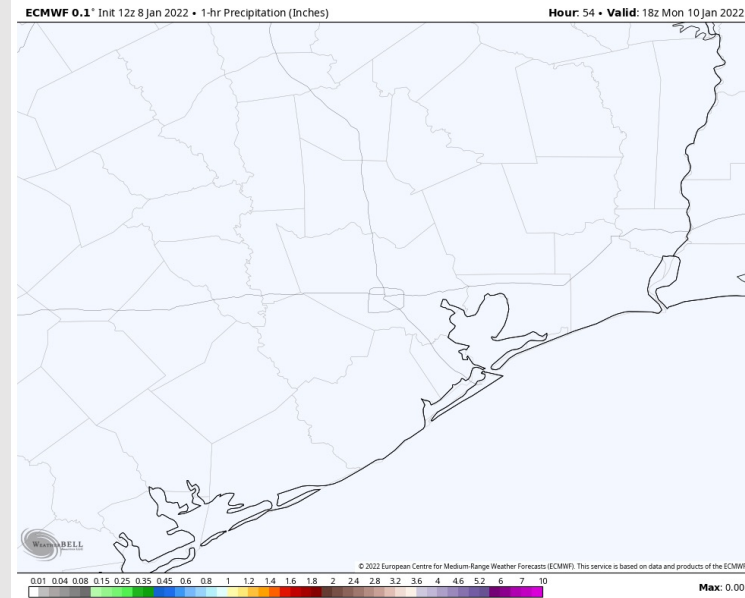 ECMWF 0.1° Init 12z 8 Jan 2022 • 1-hr Precipitation (Inches)
Hour: 54 • Valid: 18z Mon 10 Jan 2022
WeatherBELL
© 2022 European Centre for Medium-Range Weather Forecasts (ECMWF). This service is based on data and products of the ECMWF
0.01 0.04 0.08 0.15 0.25 0.35 0.45 0.6 0.8 1 1.2 1.4 1.6 1.8 2 2.4 2.8 3.2 3.6 4 4.6 5.2 6 7 10
Max: 0.00